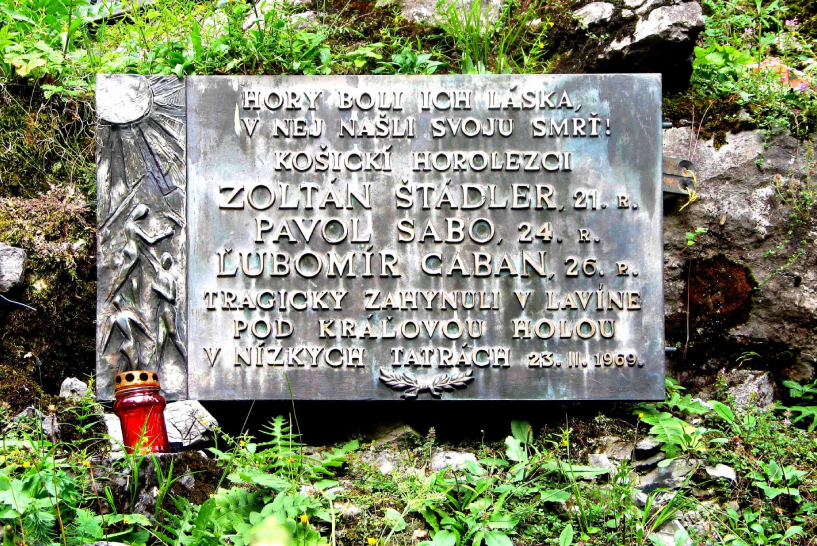 HORY BOLI ICH LÁSKA,
V NEJ NAŠLI SVOJU SMRŤ!
KOŠICKÍ HOROLEZCI
ZOLTÁN ŠTÁDLER, 21. R.
PAVOL SABO, 24. R.
ĽUBOMÍR CABAN, 26. R.
TRAGICKY ZAHYNULI V LAVÍNE
POD KRÁĽOVOU HOLOU
V NÍZKYCH TATRÁCH 23. II. 1969.